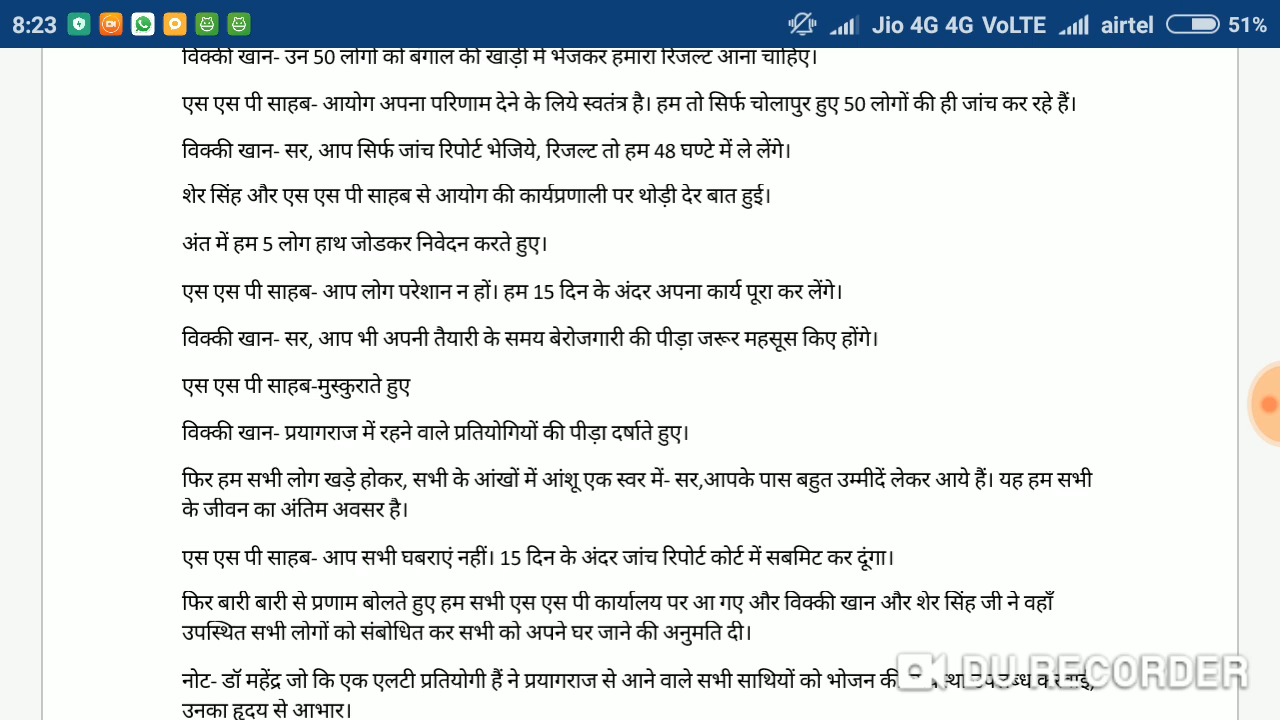 8:23 Jio 4G 4G VoLTE airtel 51%
विक्की खान- उन 50 लोगों को बंगाल की खाड़ी में भेजकर हमारा रिजल्ट आना चाहिए।
एस एस पी साहब- आयोग अपना परिणाम देने के लिये स्वतंत्र है। हम तो सिर्फ चोलापुर हुए 50 लोगों की ही जांच कर रहे हैं।
विक्की खान- सर, आप सिर्फ जांच रिपोर्ट भेजिये, रिजल्ट तो हम 48 घण्टे में ले लेंगे।
शेर सिंह और एस एस पी साहब से आयोग की कार्यप्रणाली पर थोड़ी देर बात हुई।
अंत में हम 5 लोग हाथ जोडकर निवेदन करते हुए।
एस एस पी साहब- आप लोग परेशान न हों। हम 15 दिन के अंदर अपना कार्य पूरा कर लेंगे।
विक्की खान- सर, आप भी अपनी तैयारी के समय बेरोजगारी की पीड़ा जरूर महसूस किए होंगे।
एस एस पी साहब-मुस्कुराते हुए
विक्की खान- प्रयागराज में रहने वाले प्रतियोगियों की पीड़ा दर्षाते हुए।
फिर हम सभी लोग खड़े होकर, सभी के आंखों में आंशू एक स्वर में- सर,आपके पास बहुत उम्मीदें लेकर आये हैं। यह हम सभी
के जीवन का अंतिम अवसर है।
एस एस पी साहब- आप सभी घबराएं नहीं। 15 दिन के अंदर जांच रिपोर्ट कोर्ट में सबमिट कर दूंगा।
फिर बारी बारी से प्रणाम बोलते हुए हम सभी एस एस पी कार्यालय पर आ गए और विक्की खान और शेर सिंह जी ने वहाँ
उपस्थित सभी लोगों को संबोधित कर सभी को अपने घर जाने की अनुमति दी।
नोट- डॉ महेंद्र जो कि एक एलटी प्रतियोगी हैं ने प्रयागराज से आने वाले सभी साथियों को भोजन की
उनका हृदय से आभार।
DU RECORDER